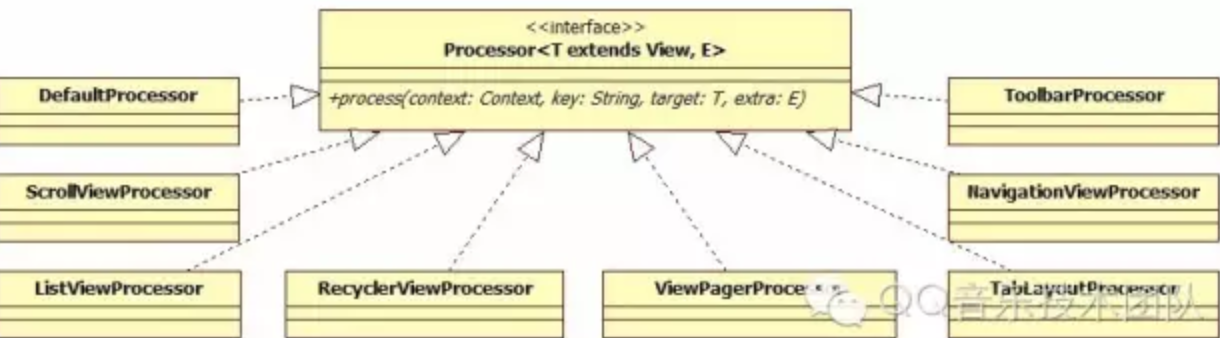 <<interface>>
Processor<T extends View, E>
+process(context: Context, key: String, target: T, extra: E)
DefaultProcessor
ToolbarProcessor
ScrollViewProcessor
NavigationViewProcessor
ListViewProcessor
RecyclerViewProcessor
ViewPagerProcessor
TabLayoutProcessor
QQ音乐技术团队